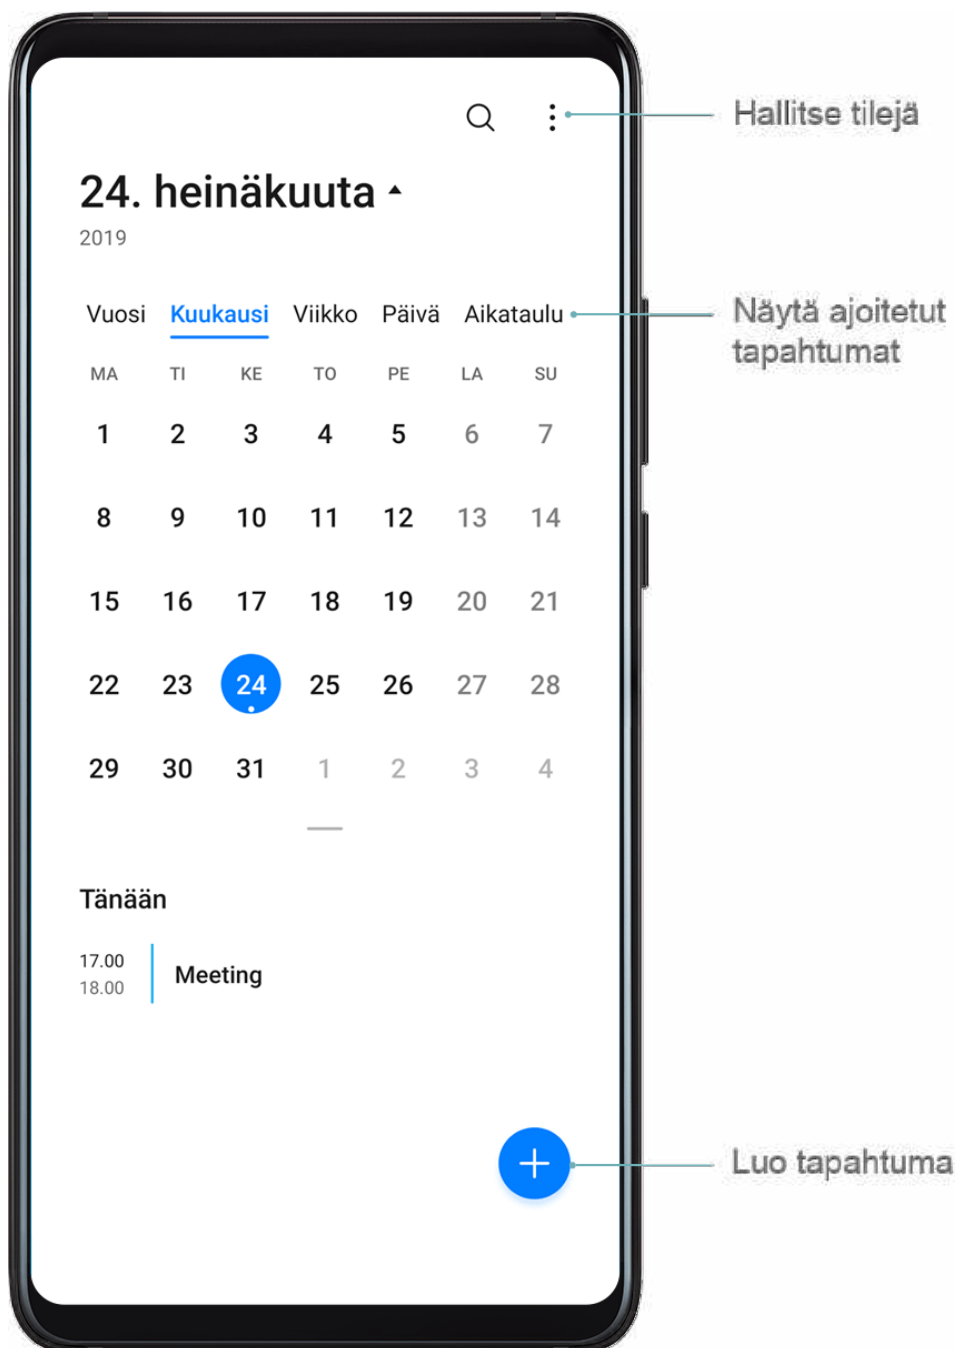 Hallitse tilejä
24. heinäkuuta
2019
Vuosi Kuukausi Viikko Päivä Aikataulu
Näytä ajoitetut
tapahtumat
MA TI KE TO PE LA SU
1 2 3 4 5 6 7
8 9 10 11 12 13 14
15 16 17 18 19 20 21
22 23 24 25 26 27 28
29 30 31 1 2 3 4
Tänään
17.00
18.00
Meeting
Luo tapahtuma